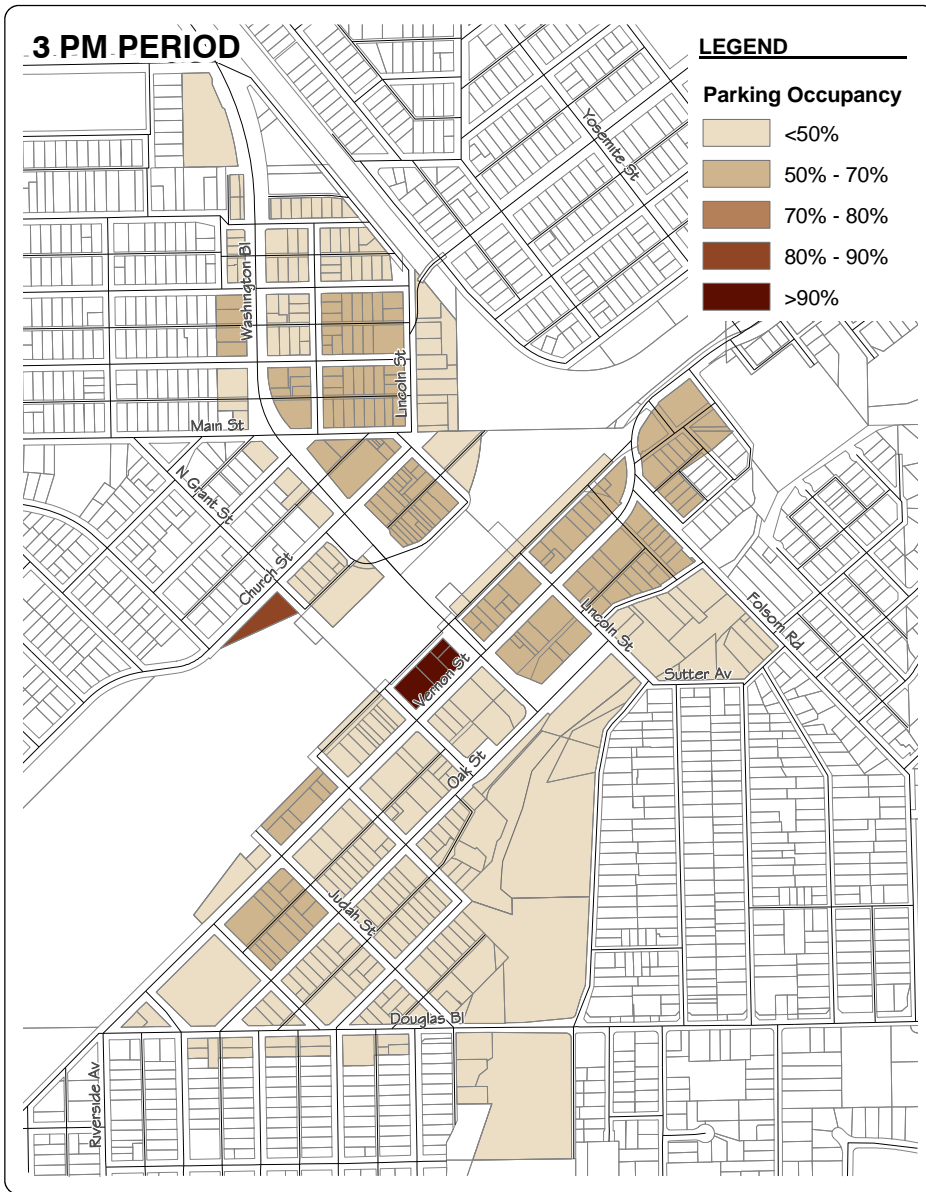 3 PM PERIOD
LEGEND
Parking Occupancy
<50%
50% - 70%
70% - 80%
80% - 90%
>90%
Yosemite St
Washington Bl
Lincoln St
Main St
N Grant St
Church St
Lincoln St
Folsom Rd
Sutter Av
Vernon St
Oak St
Judah St
Douglas Bl
Riverside Av